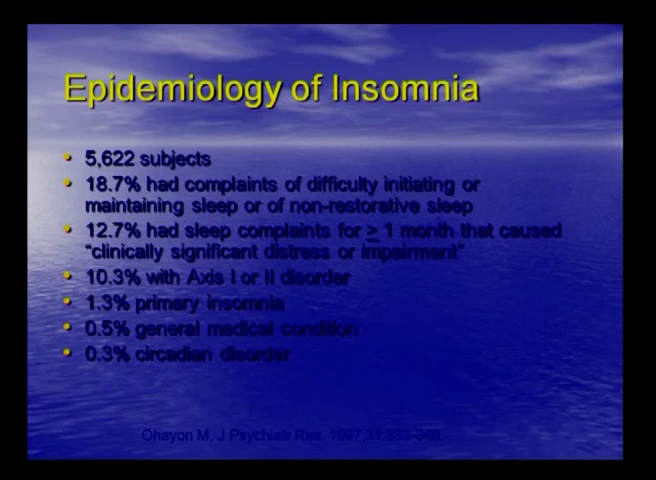 Epidemiology of Insomnia
• 5,622 subjects
• 18.7% had complaints of difficulty initiating or
maintaining sleep or of non-restorative sleep
• 12.7% had sleep complaints for ≥ 1 month that caused
"clinically significant distress or impairment"
• 10.3% with Axis I or II disorder
• 1.3% primary insomnia
• 0.5% general medical condition
• 0.3% circadian disorder
Ohayon M, J Psychiatr Res. 1997;31:333-346.